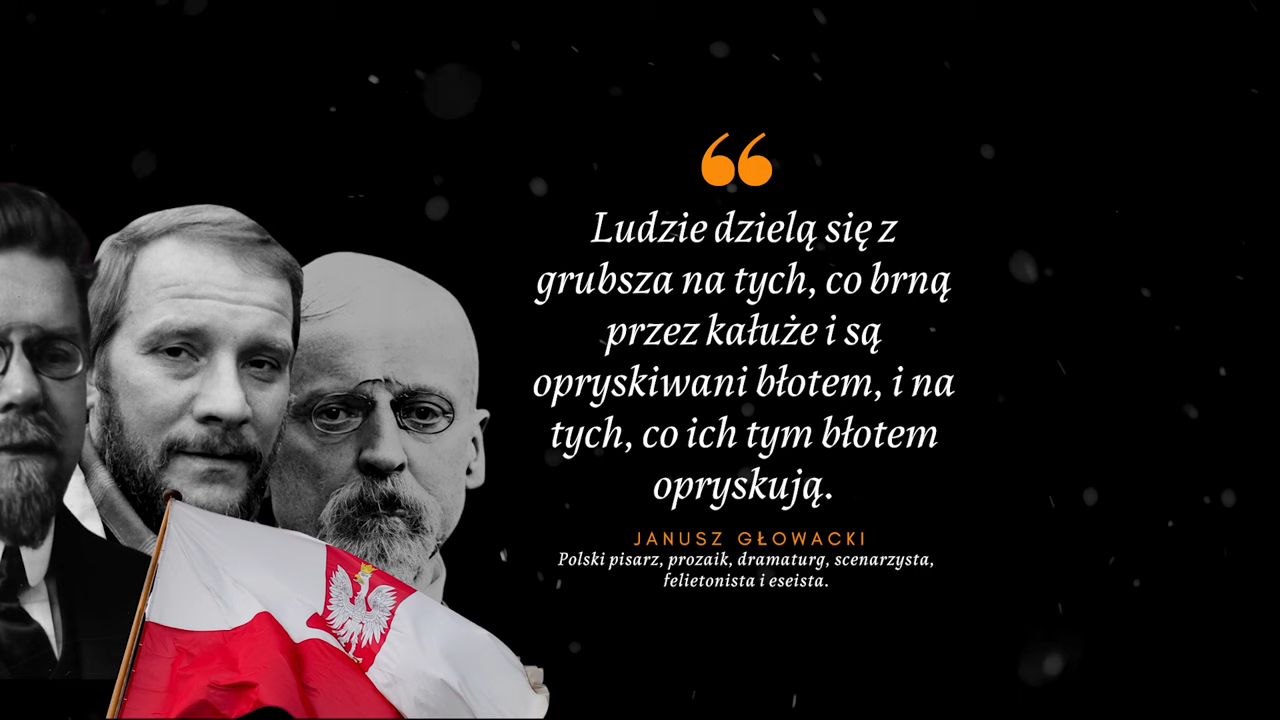 Ludzie dzielą się z
grubsza na tych, co brną
przez kałuże i są
opryskiwani błotem, i na
tych, co ich tym błotem
opryskują.
JANUSZ GŁOWACKI
Polski pisarz, prozaik, dramaturg, scenarzysta,
felietonista i eseista.